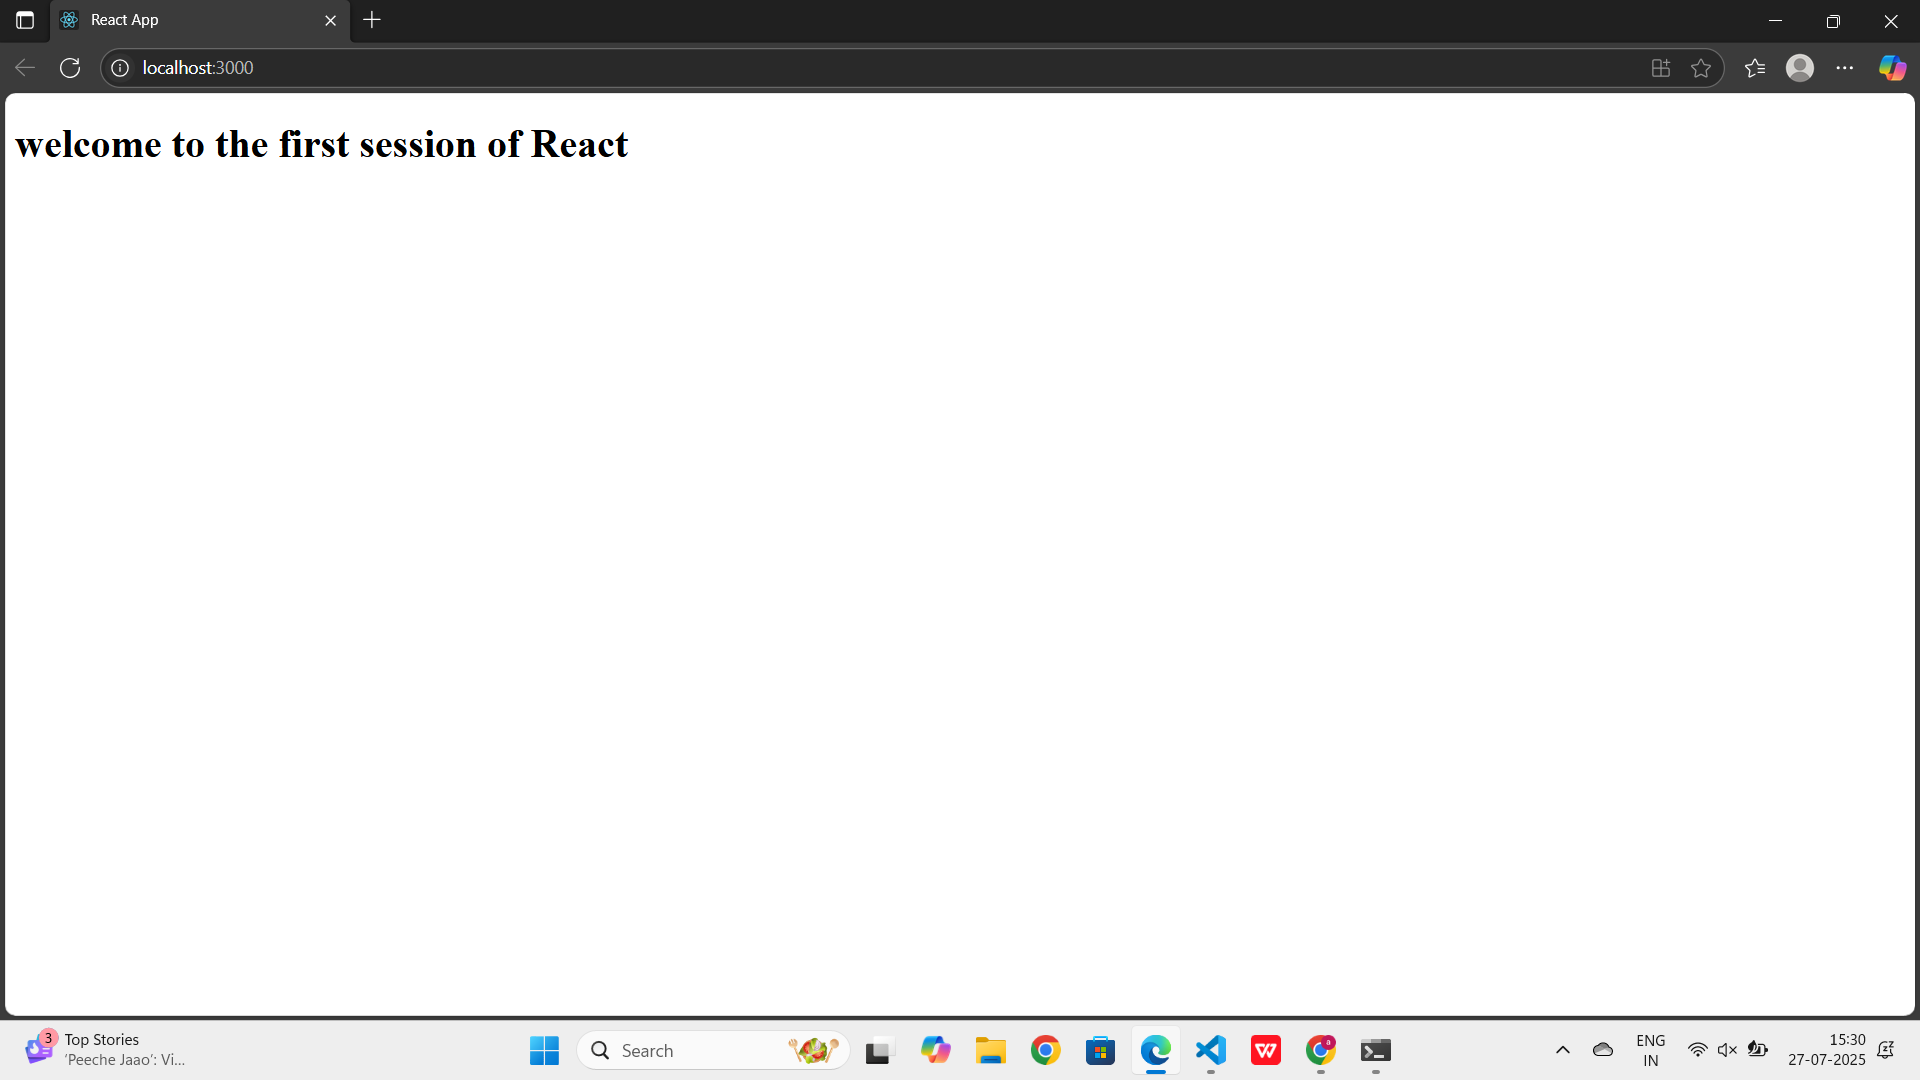 React App
localhost:3000
welcome to the first session of React
3
Top Stories
'Peeche Jaao': Vi...
Search
W
a
ENG
IN
15:30
27-07-2025